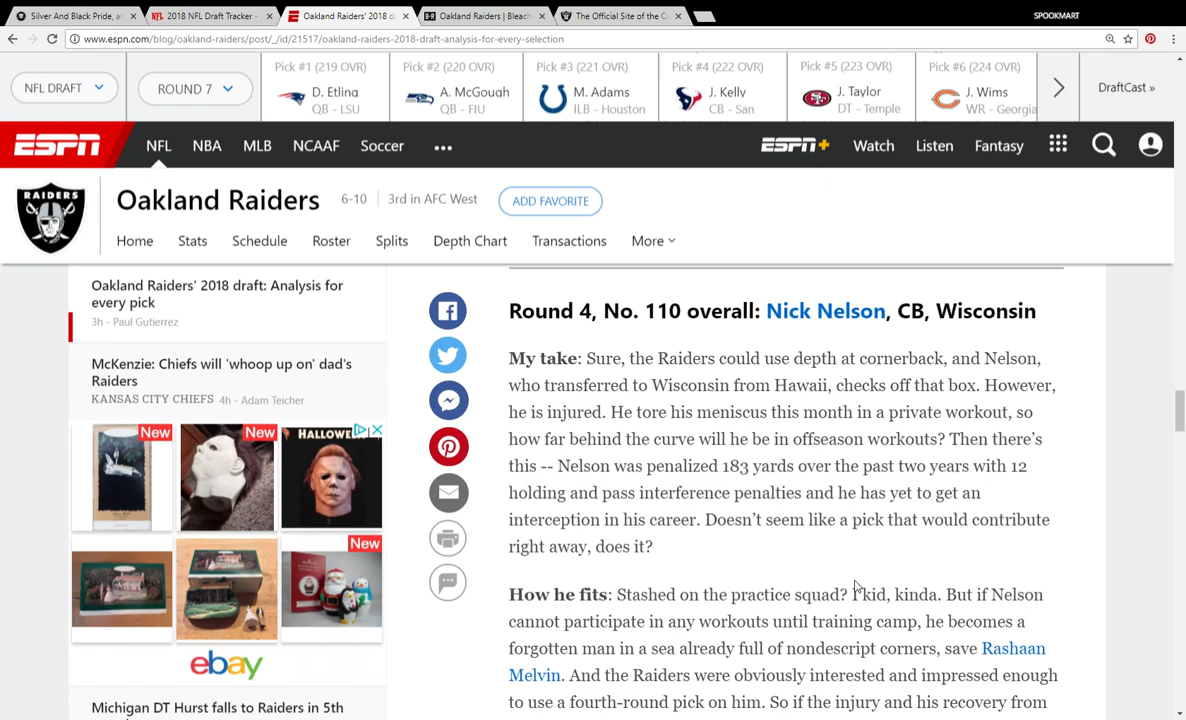 Silver And Black Pride, a
2018 NFL Draft Tracker -
Oakland Raiders' 2018 d
Oakland Raiders | Bleach
The Official Site of the O
SPOOKMART
www.espn.com/blog/oakland-raiders/post/_/id/21517/oakland-raiders-2018-draft-analysis-for-every-selection
NFL DRAFT
ROUND 7
Pick #1 (219 OVR)
D. Etling
QB - LSU
Pick #2 (220 OVR)
A. McGough
QB - FIU
Pick #3 (221 OVR)
M. Adams
ILB - Houston
Pick #4 (222 OVR)
J. Kelly
CB - San
Pick #5 (223 OVR)
J. Taylor
DT - Temple
Pick #6 (224 OVR)
J. Wims
WR - Georgia
DraftCast »
ESPN NFL NBA MLB NCAAF Soccer ••• ESPN+ Watch Listen Fantasy
RAIDERS
Oakland Raiders 6-10 3rd in AFC West ADD FAVORITE
Home Stats Schedule Roster Splits Depth Chart Transactions More
Oakland Raiders' 2018 draft: Analysis for
every pick
3h - Paul Gutierrez
McKenzie: Chiefs will 'whoop up on' dad's
Raiders
KANSAS CITY CHIEFS 4h - Adam Teicher
New
New
HALLOWE
New
ebay
Michigan DT Hurst falls to Raiders in 5th
Round 4, No. 110 overall: Nick Nelson, CB, Wisconsin
My take: Sure, the Raiders could use depth at cornerback, and Nelson,
who transferred to Wisconsin from Hawaii, checks off that box. However,
he is injured. He tore his meniscus this month in a private workout, so
how far behind the curve will he be in offseason workouts? Then there's
this -- Nelson was penalized 183 yards over the past two years with 12
holding and pass interference penalties and he has yet to get an
interception in his career. Doesn't seem like a pick that would contribute
right away, does it?
How he fits: Stashed on the practice squad? I kid, kinda. But if Nelson
cannot participate in any workouts until training camp, he becomes a
forgotten man in a sea already full of nondescript corners, save Rashaan
Melvin. And the Raiders were obviously interested and impressed enough
to use a fourth-round pick on him. So if the injury and his recovery from